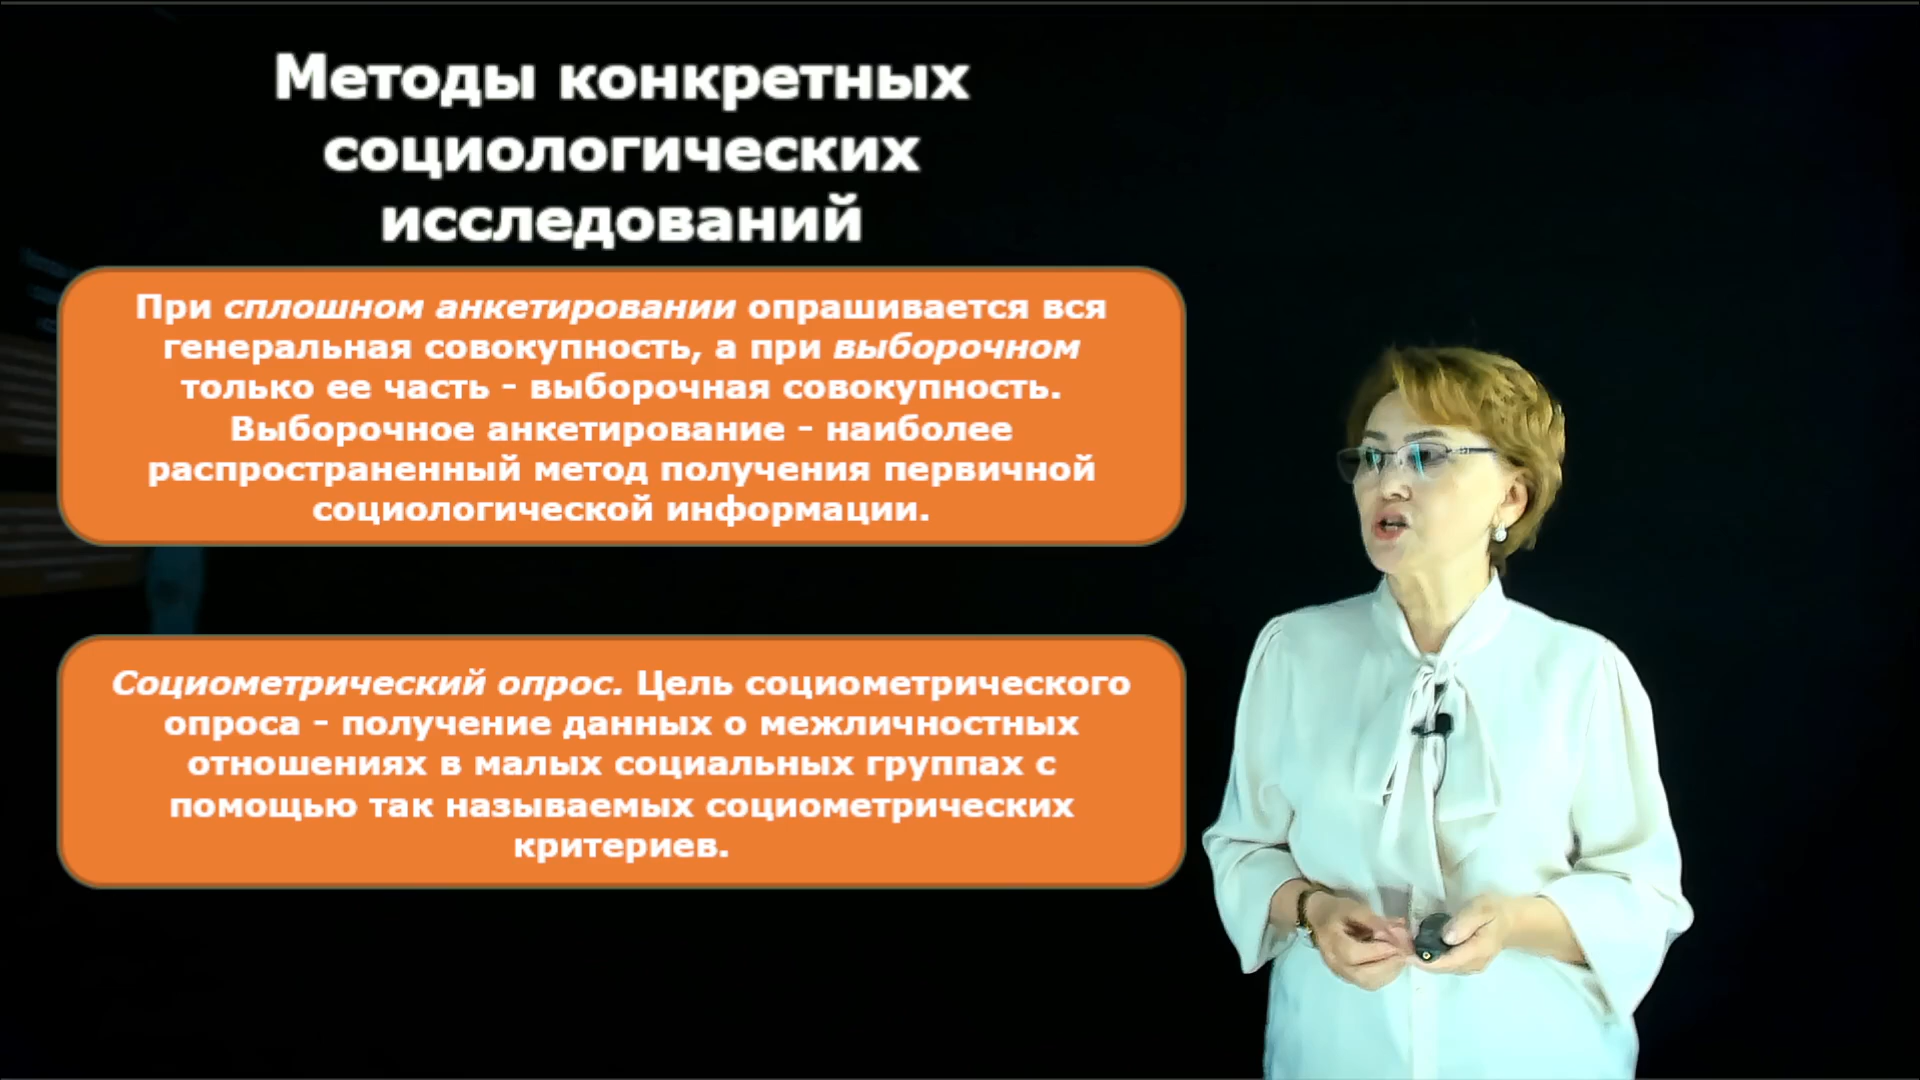 Методы конкретных
социологических
исследований
При сплошном анкетировании опрашивается вся
генеральная совокупность, а при выборочном
только ее часть - выборочная совокупность.
Выборочное анкетирование - наиболее
распространенный метод получения первичной
социологической информации.
Социометрический опрос. Цель социометрического
опроса - получение данных о межличностных
отношениях в малых социальных группах с
помощью так называемых социометрических
критериев.